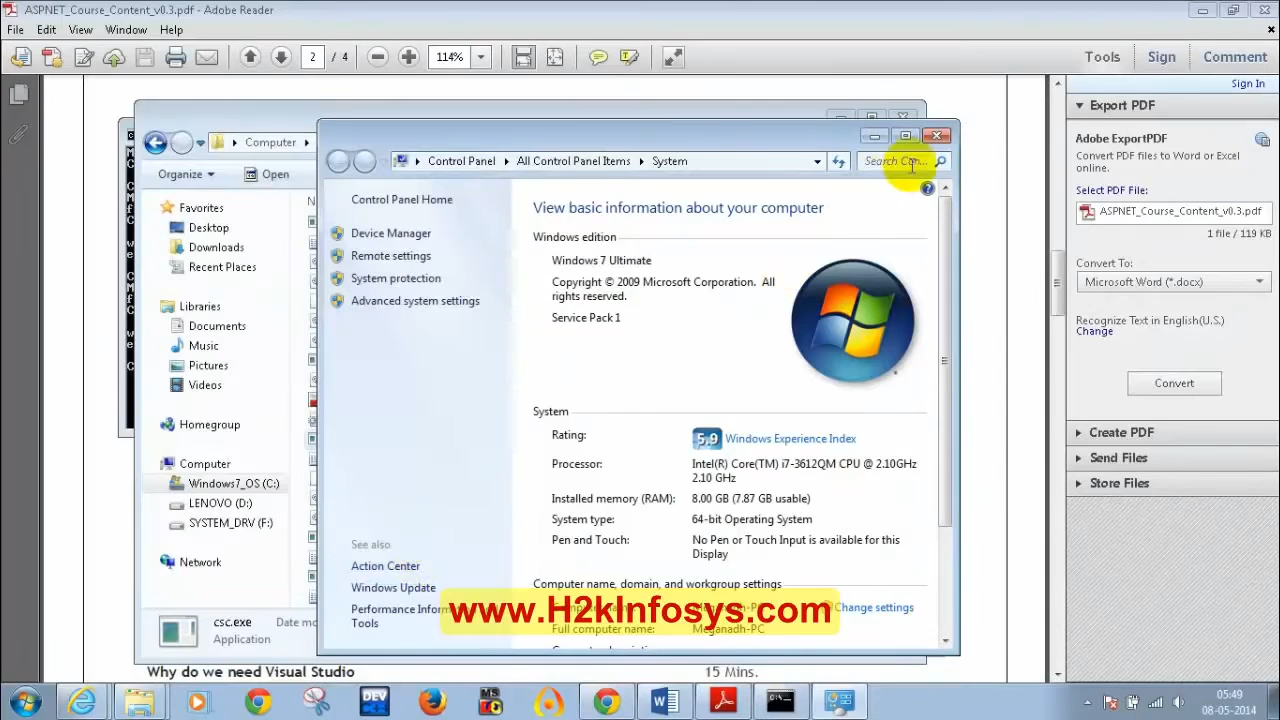 ASPNET_Course_Content_v0.3.pdf - Adobe Reader
File Edit View Window Help
2 / 4 114% Tools Sign Comment
Sign In
Export PDF
Adobe ExportPDF
Convert PDF files to Word or Excel
online.
Select PDF File:
ASPNET_Course_Content_v0.3.pdf
1 file / 119 KB
Convert To:
Microsoft Word (*.docx)
Recognize Text in English(U.S.)
Change
Convert
Create PDF
Send Files
Store Files
Computer
Organize Open
Favorites
Desktop
Downloads
Recent Places
Libraries
Documents
Music
Pictures
Videos
Homegroup
Computer
Windows7_OS (C:)
LENOVO (D:)
SYSTEM_DRV (F:)
Network
csc.exe Date mo
Application
Control Panel All Control Panel Items System
Search Con...
Control Panel Home
Device Manager
Remote settings
System protection
Advanced system settings
See also
Action Center
Windows Update
Performance Inform
Tools
View basic information about your computer
Windows edition
Windows 7 Ultimate
Copyright © 2009 Microsoft Corporation. All
rights reserved.
Service Pack 1
System
Rating: 5.9 Windows Experience Index
Processor: Intel(R) Core(TM) i7-3612QM CPU @ 2.10GHz
2.10 GHz
Installed memory (RAM): 8.00 GB (7.87 GB usable)
System type: 64-bit Operating System
Pen and Touch: No Pen or Touch Input is available for this
Display
Computer name, domain, and workgroup settings
Change settings
www.H2kInfosys.com
Full computer name: Meganadh-PC
Why do we need Visual Studio 15 Mins.
DEV
MS
05:49
08-05-2014